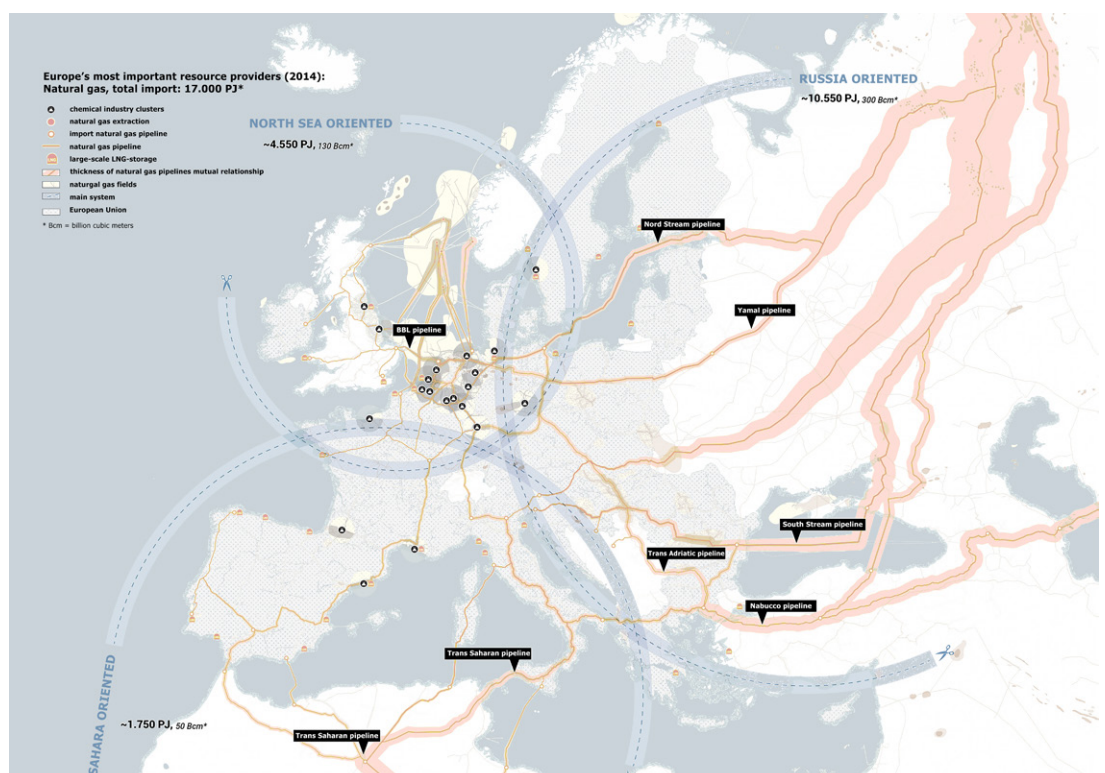 Europe's most important resource providers (2014):
Natural gas, total import: 17.000 PJ*
chemical industry clusters
natural gas extraction
import natural gas pipeline
natural gas pipeline
large-scale LNG-storage
thickness of natural gas pipelines mutual relationship
naturgal gas fields
main system
European Union
* Bcm = billion cubic meters
NORTH SEA ORIENTED
~4.550 PJ, 130 Bcm*
RUSSIA ORIENTED
~10.550 PJ, 300 Bcm*
Nord Stream pipeline
Yamal pipeline
BBL pipeline
South Stream pipeline
Trans Adriatic pipeline
Nabucco pipeline
Trans Saharan pipeline
SAHARA ORIENTED
~1.750 PJ, 50 Bcm*
Trans Saharan pipeline